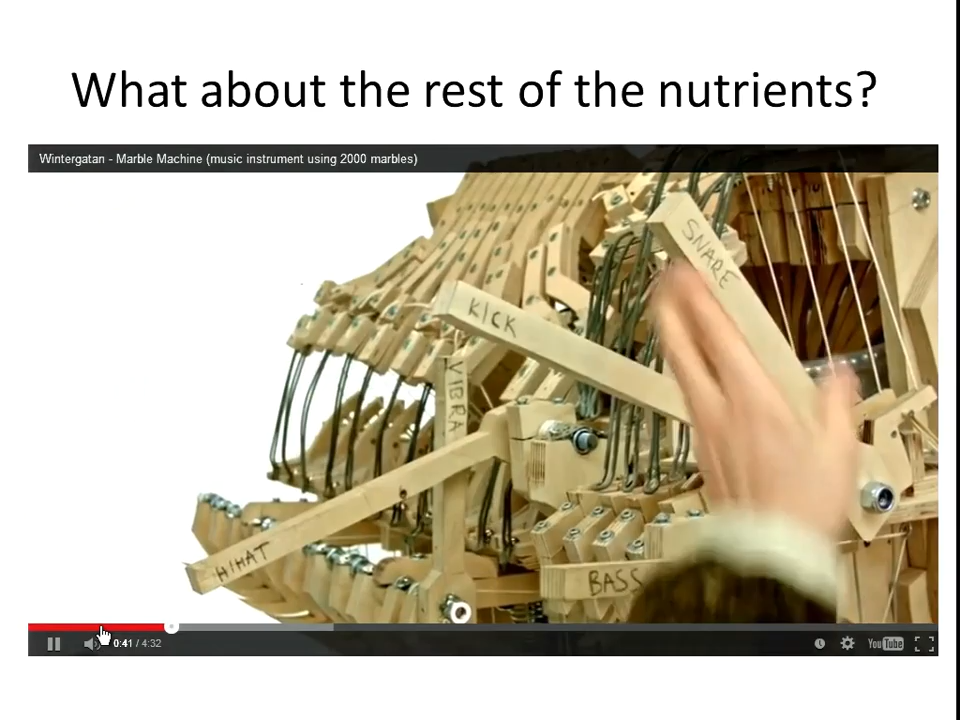 What about the rest of the nutrients?
Wintergatan - Marble Machine (music instrument using 2000 marbles)
SNARE
KICK
VIBRA
HIHAT
BASS
0:41 / 4:32
YouTube